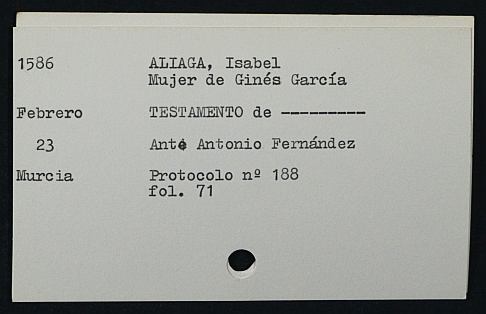 1586 ALIAGA, Isabel
Mujer de Ginés García
Febrero TESTAMENTO de ---------
23 Ante Antonio Fernández
Murcia Protocolo nº 188
fol. 71